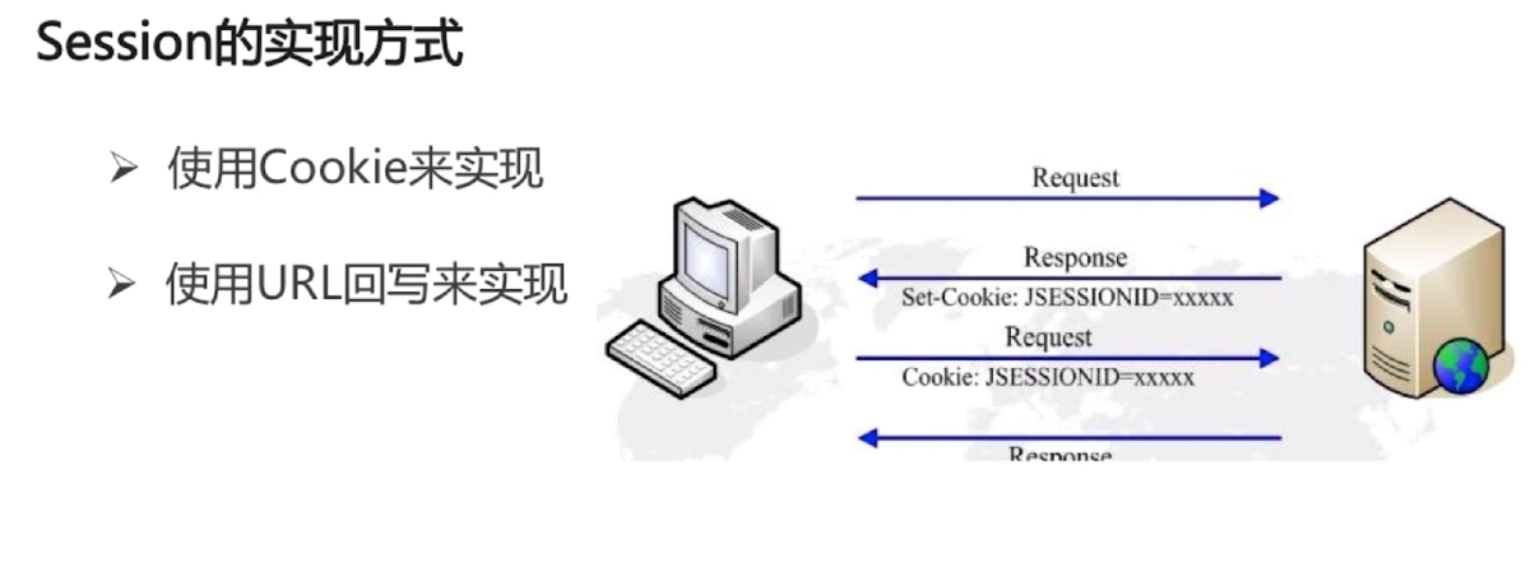 Session的实现方式
➢ 使用Cookie来实现
➢ 使用URL回写来实现
Request
Response
Set-Cookie: JSESSIONID=xxxxx
Request
Cookie: JSESSIONID=xxxxx
Response